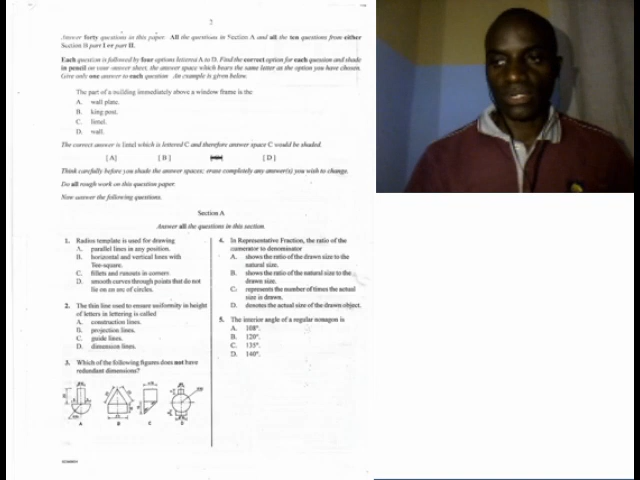 2
Answer forty questions in this paper. All the questions in Section A and all the ten questions from either
Section B part I or part II.
Each question is followed by four options lettered A to D. Find the correct option for each question and shade
in pencil on your answer sheet, the answer space which bears the same letter as the option you have chosen.
Give only one answer to each question. An example is given below.
The part of a building immediately above a window frame is the
A. wall plate.
B. king post.
C. lintel.
D. wall.
The correct answer is lintel which is lettered C and therefore answer space C would be shaded.
[ A ] [ B ] [ D ]
Think carefully before you shade the answer spaces; erase completely any answer(s) you wish to change.
Do all rough work on this question paper.
Now answer the following questions.
Section A
Answer all the questions in this section.
1. Radius template is used for drawing
A. parallel lines in any position.
B. horizontal and vertical lines with
Tee-square.
C. fillets and runouts in corners.
D. smooth curves through points that do not
lie on an arc of circles.
2. The thin line used to ensure uniformity in height
of letters in lettering is called
A. construction lines.
B. projection lines.
C. guide lines.
D. dimension lines.
3. Which of the following figures does not have
redundant dimensions?
A B C D
4. In Representative Fraction, the ratio of the
numerator to denominator
A. shows the ratio of the drawn size to the
natural size.
B. shows the ratio of the natural size to the
drawn size.
C. represents the number of times the actual
size is drawn.
D. denotes the actual size of the drawn object.
5. The interior angle of a regular nonagon is
A. 108°.
B. 120°.
C. 135°.
D. 140°.